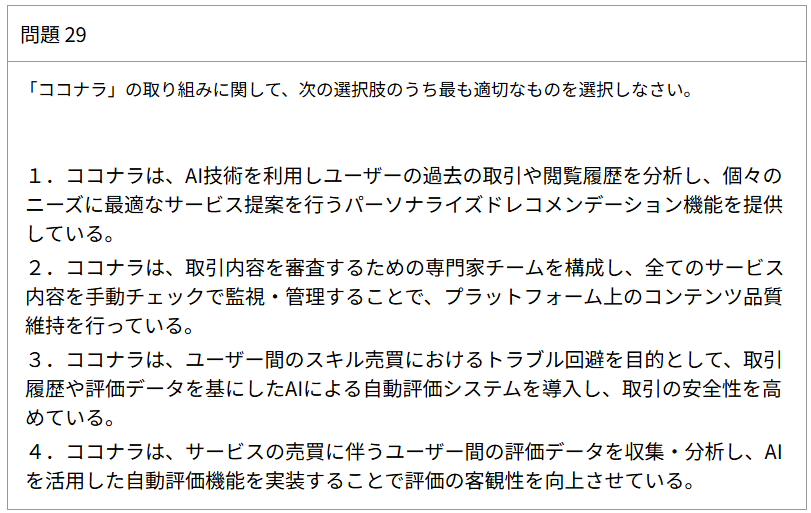 問題 29
「ココナラ」の取り組みに関して、次の選択肢のうち最も適切なものを選択しなさい。
１．ココナラは、AI技術を利用しユーザーの過去の取引や閲覧履歴を分析し、個々の
ニーズに最適なサービス提案を行うパーソナライズドレコメンデーション機能を提供
している。
２．ココナラは、取引内容を審査するための専門家チームを構成し、全てのサービス
内容を手動チェックで監視・管理することで、プラットフォーム上のコンテンツ品質
維持を行っている。
３．ココナラは、ユーザー間のスキル売買におけるトラブル回避を目的として、取引
履歴や評価データを基にしたAIによる自動評価システムを導入し、取引の安全性を高
めている。
４．ココナラは、サービスの売買に伴うユーザー間の評価データを収集・分析し、AI
を活用した自動評価機能を実装することで評価の客観性を向上させている。